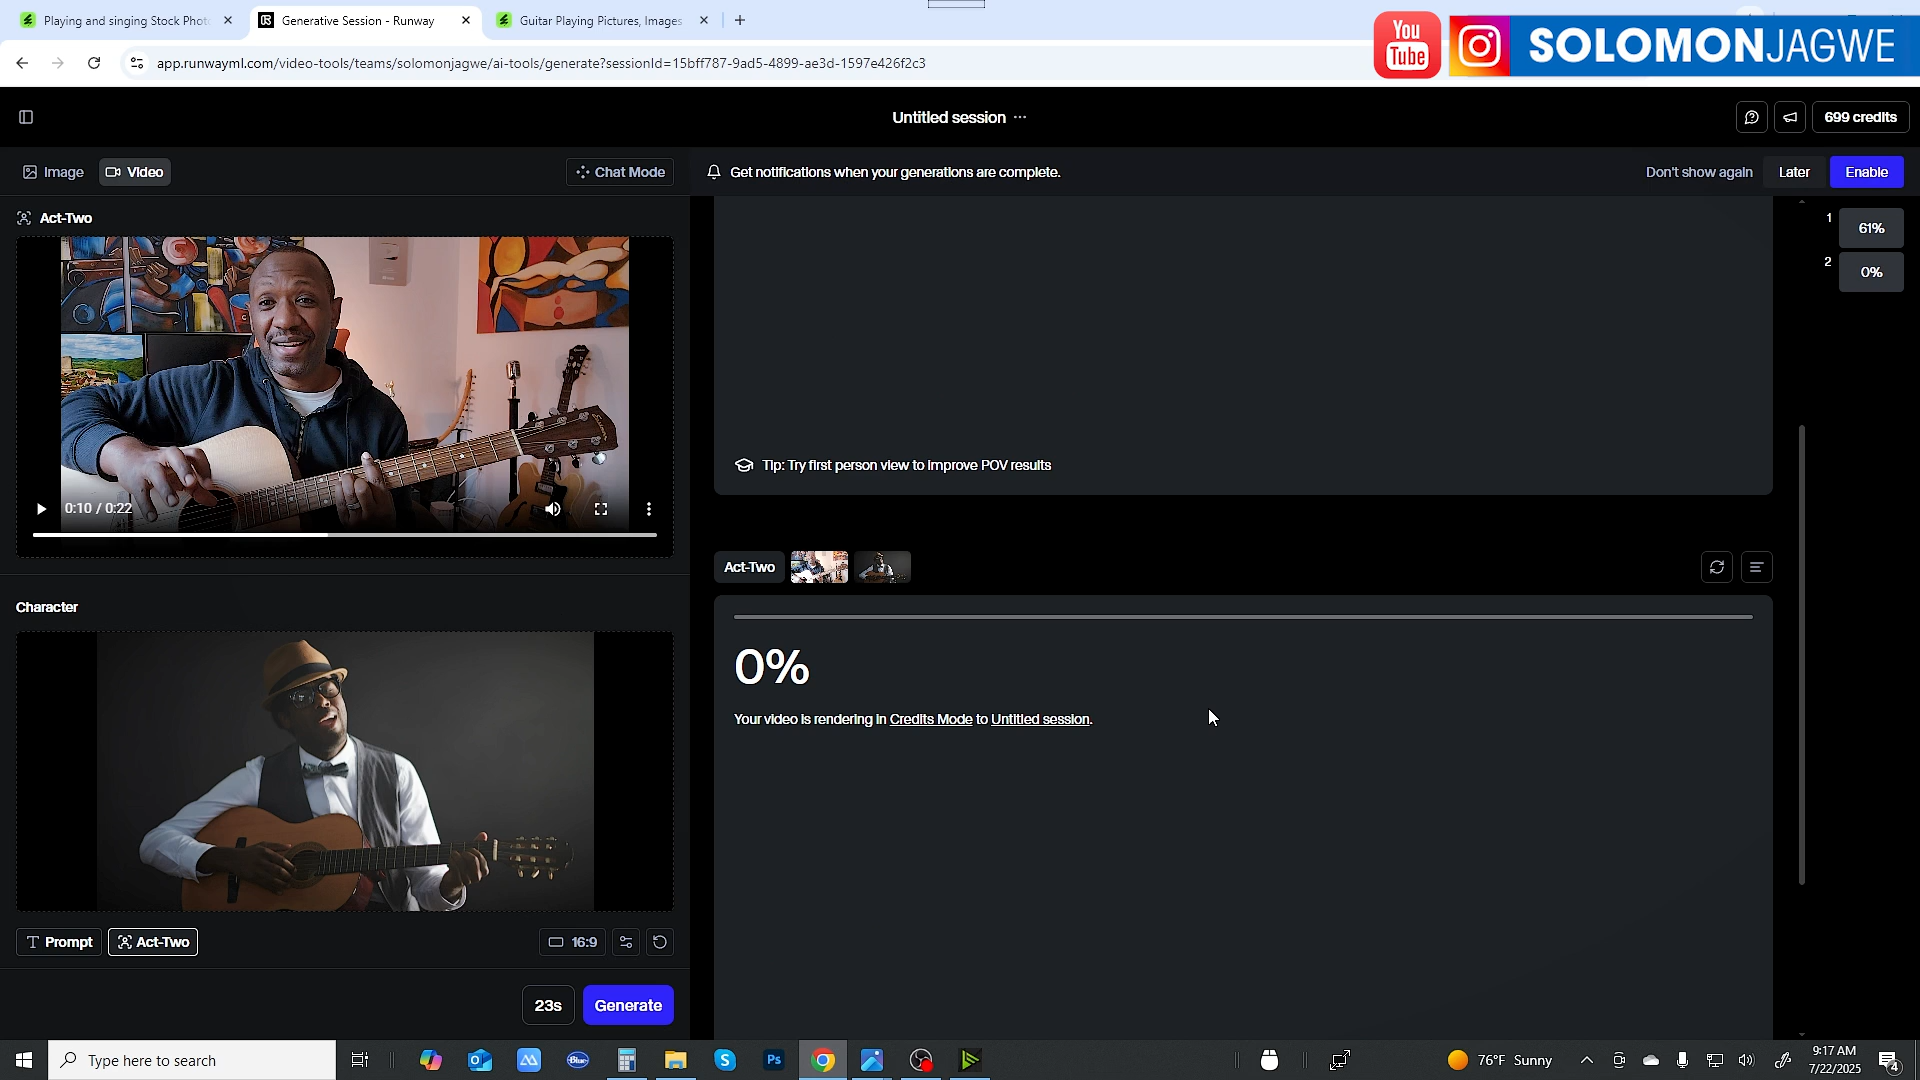 Playing and singing Stock Phot
Generative Session - Runway
Guitar Playing Pictures, Images
You
Tube
SOLOMONJAGWE
app.runwayml.com/video-tools/teams/solomonjagwe/ai-tools/generate?sessionId=15bff787-9ad5-4899-ae3d-1597e426f2c3
Untitled session
699 credits
Image
Video
Chat Mode
Get notifications when your generations are complete.
Don't show again
Later
Enable
Act-Two
1
61%
2
0%
Tip: Try first person view to improve POV results
0:10 / 0:22
Act-Two
Character
0%
Your video is rendering in Credits Mode to Untitled session.
Prompt
Act-Two
16:9
23s
Generate
Type here to search
Blue
Ps
76°F Sunny
9:17 AM
7/22/2025
4